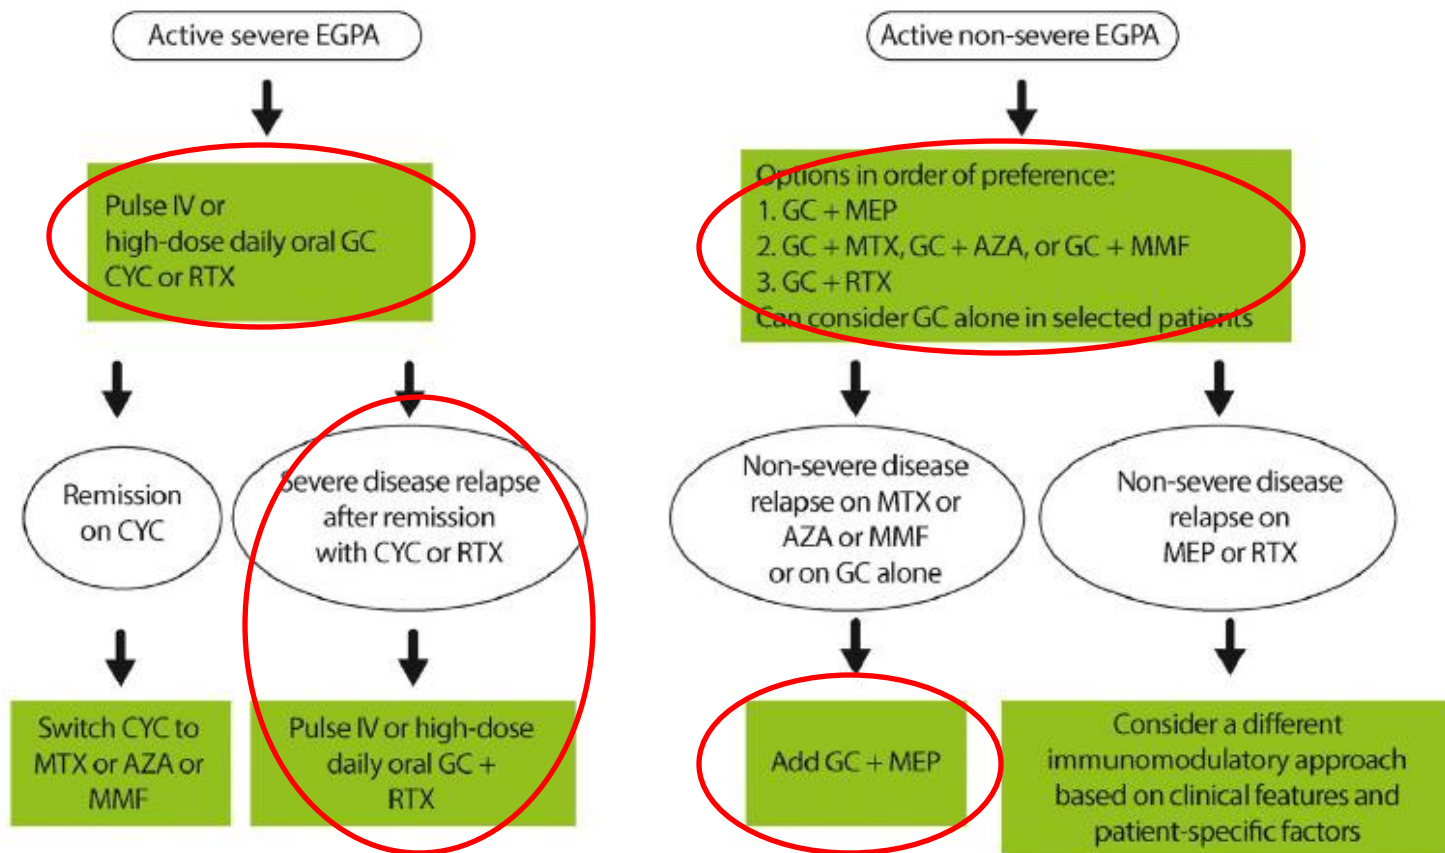 Active severe EGPA
Pulse IV or
high-dose daily oral GC
CYC or RTX
Remission
on CYC
Severe disease relapse
after remission
with CYC or RTX
Switch CYC to
MTX or AZA or
MMF
Pulse IV or high-dose
daily oral GC +
RTX
Active non-severe EGPA
Options in order of preference:
1. GC + MEP
2. GC + MTX, GC + AZA, or GC + MMF
3. GC + RTX
Can consider GC alone in selected patients
Non-severe disease
relapse on MTX or
AZA or MMF
or on GC alone
Non-severe disease
relapse on
MEP or RTX
Add GC + MEP
Consider a different
immunomodulatory approach
based on clinical features and
patient-specific factors